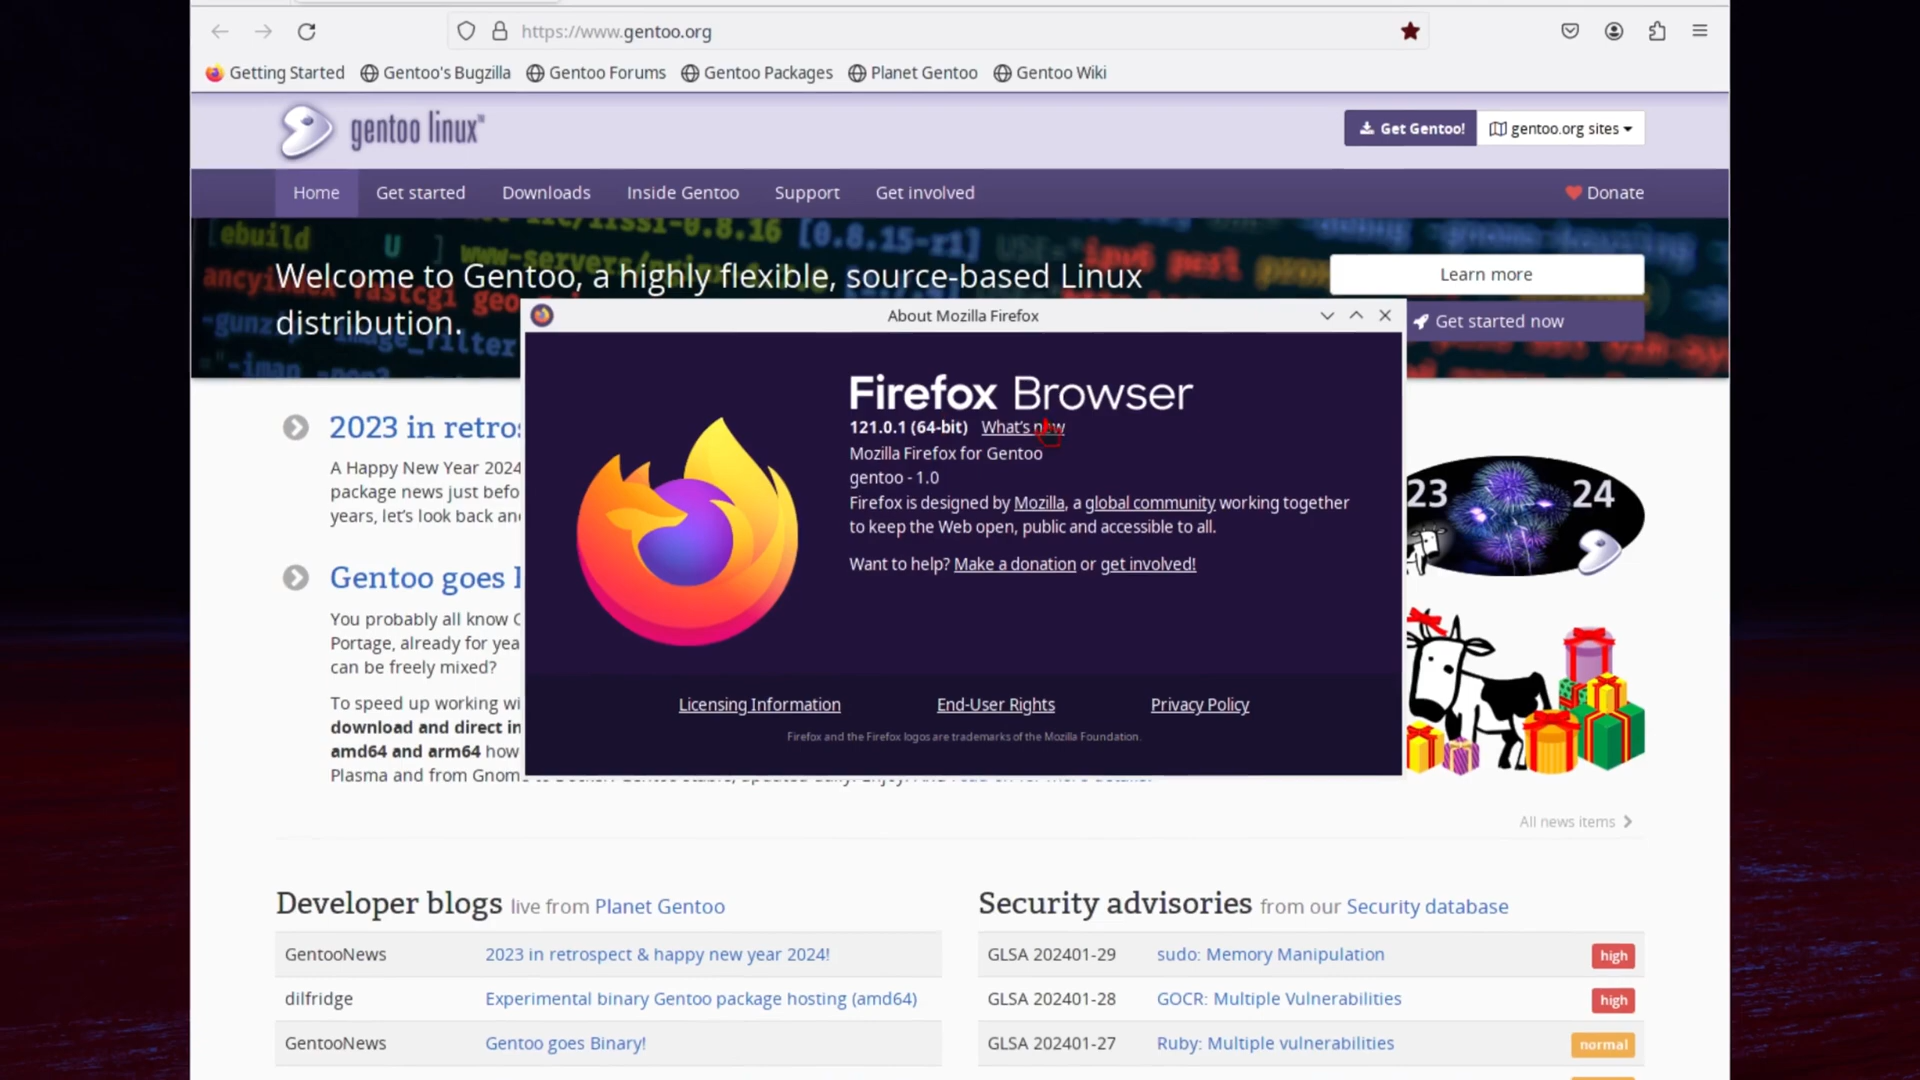 https://www.gentoo.org
Getting Started Gentoo's Bugzilla Gentoo Forums Gentoo Packages Planet Gentoo Gentoo Wiki
gentoo linux
Get Gentoo! gentoo.org sites
Home Get started Downloads Inside Gentoo Support Get involved Donate
[ebuild U ] [0.8.15-r1]
Welcome to Gentoo, a highly flexible, source-based Linux
distribution.
Learn more
Get started now
About Mozilla Firefox
Firefox Browser
121.0.1 (64-bit) What's new
Mozilla Firefox for Gentoo
gentoo - 1.0
Firefox is designed by Mozilla, a global community working together
to keep the Web open, public and accessible to all.
Want to help? Make a donation or get involved!
Licensing Information End-User Rights Privacy Policy
Firefox and the Firefox logos are trademarks of the Mozilla Foundation.
2023 in retros
A Happy New Year 2024
package news just befo
years, let's look back an
23 24
Gentoo goes
You probably all know
Portage, already for yea
can be freely mixed?
To speed up working wi
download and direct in
amd64 and arm64 how
Plasma and from Gnom
All news items
Developer blogs live from Planet Gentoo
GentooNews 2023 in retrospect & happy new year 2024!
dilfridge Experimental binary Gentoo package hosting (amd64)
GentooNews Gentoo goes Binary!
Security advisories from our Security database
GLSA 202401-29 sudo: Memory Manipulation high
GLSA 202401-28 GOCR: Multiple Vulnerabilities high
GLSA 202401-27 Ruby: Multiple vulnerabilities normal